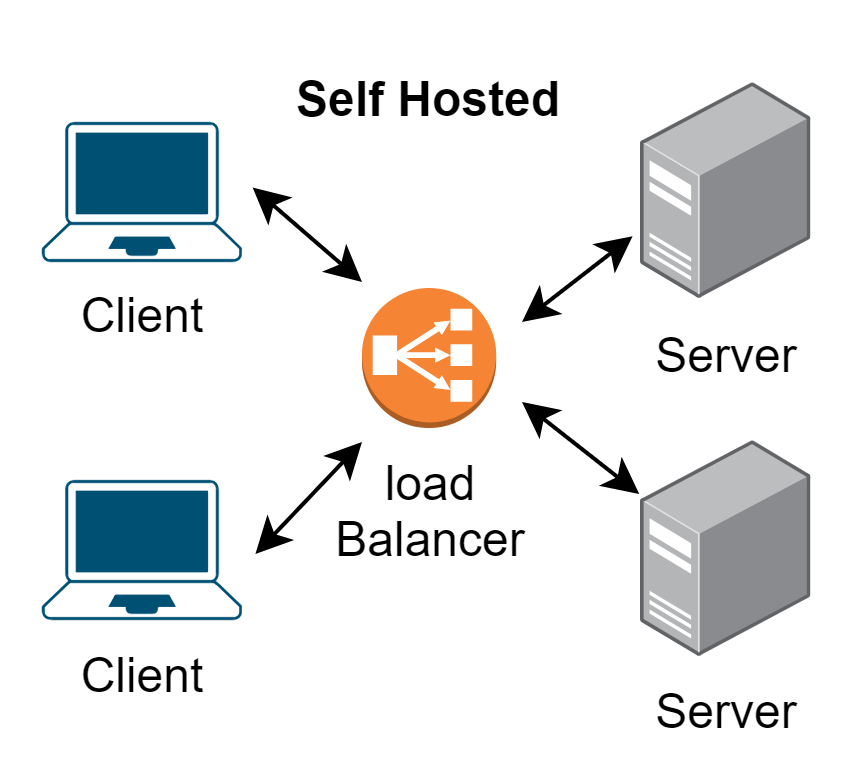 Self Hosted
Client
Server
load
Balancer
Client
Server